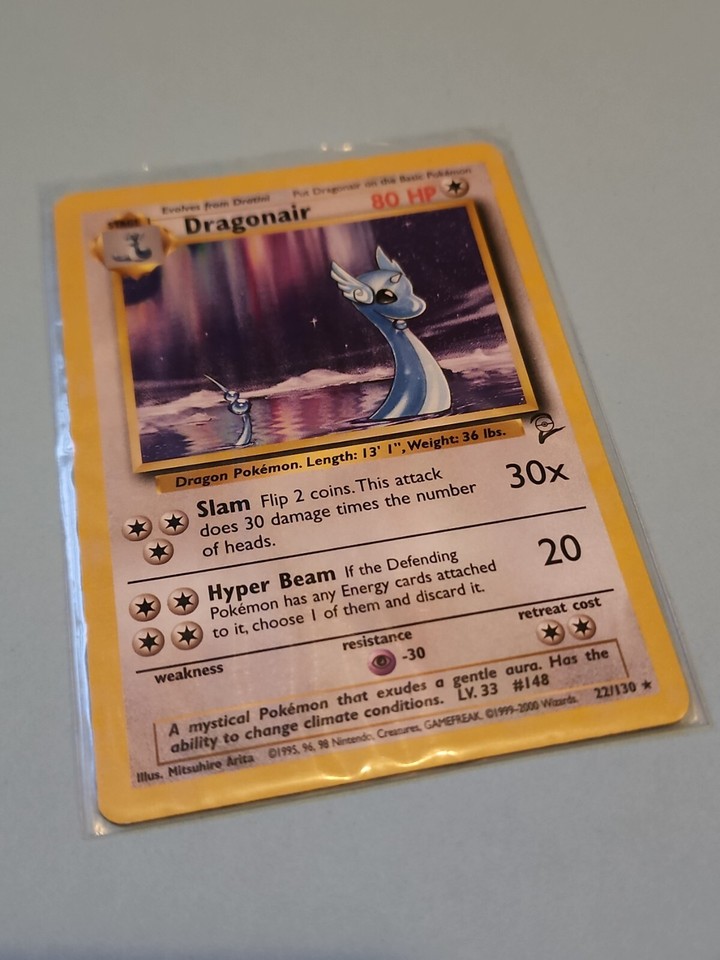 Evolves from Dratini Put Dragonair on the Basic Pokémon
STAGE 1
Dragonair 80 HP
Dragon Pokémon. Length: 13' 1", Weight: 36 lbs.
Slam Flip 2 coins. This attack
does 30 damage times the number
of heads.
30x
Hyper Beam If the Defending
Pokémon has any Energy cards attached
to it, choose 1 of them and discard it.
20
weakness resistance retreat cost
-30
A mystical Pokémon that exudes a gentle aura. Has the
ability to change climate conditions. LV. 33 #148
Illus. Mitsuhiro Arita ©1995, 96, 98 Nintendo, Creatures, GAMEFREAK. ©1999-2000 Wizards. 22/130 ★